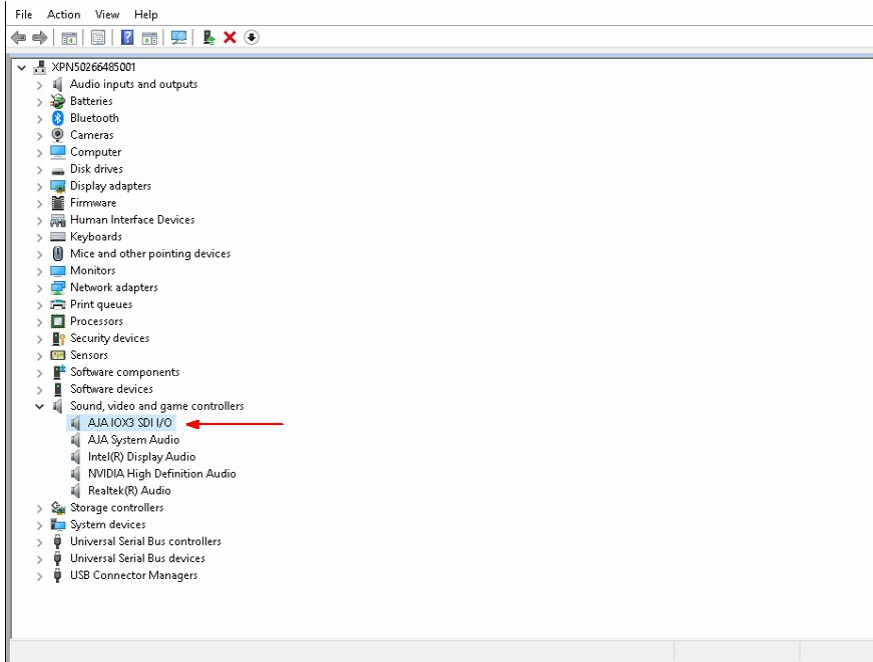 File Action View Help
XPN50266485001
Audio inputs and outputs
Batteries
Bluetooth
Cameras
Computer
Disk drives
Display adapters
Firmware
Human Interface Devices
Keyboards
Mice and other pointing devices
Monitors
Network adapters
Print queues
Processors
Security devices
Sensors
Software components
Software devices
Sound, video and game controllers
AJA IOX3 SDI I/O
AJA System Audio
Intel(R) Display Audio
NVIDIA High Definition Audio
Realtek(R) Audio
Storage controllers
System devices
Universal Serial Bus controllers
Universal Serial Bus devices
USB Connector Managers